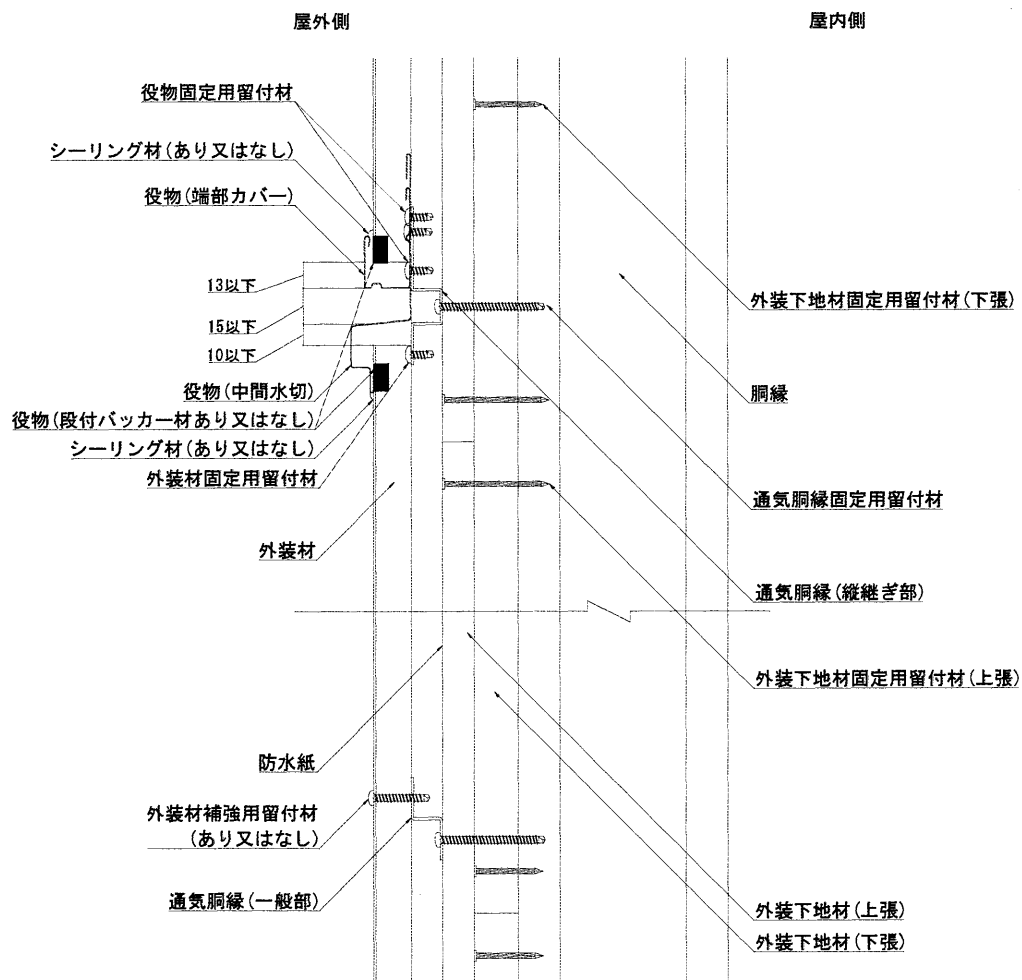 屋外側
屋内側
役物固定用留付材
シーリング材(あり又はなし)
役物(端部カバー)
13以下
15以下
10以下
役物(中間水切)
役物(段付バッカー材あり又はなし)
シーリング材(あり又はなし)
外装材固定用留付材
外装材
防水紙
外装材補強用留付材
(あり又はなし)
通気胴縁(一般部)
外装下地材固定用留付材(下張)
胴縁
通気胴縁固定用留付材
通気胴縁(縦継ぎ部)
外装下地材固定用留付材(上張)
外装下地材(上張)
外装下地材(下張)